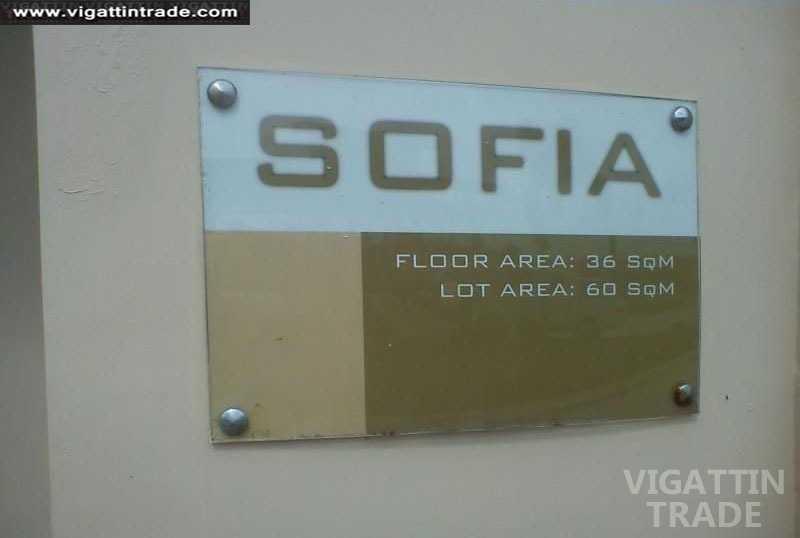 www.vigattintrade.com
SOFIA
FLOOR AREA: 36 SqM
LOT AREA: 60 SqM
VIGATTIN
TRADE